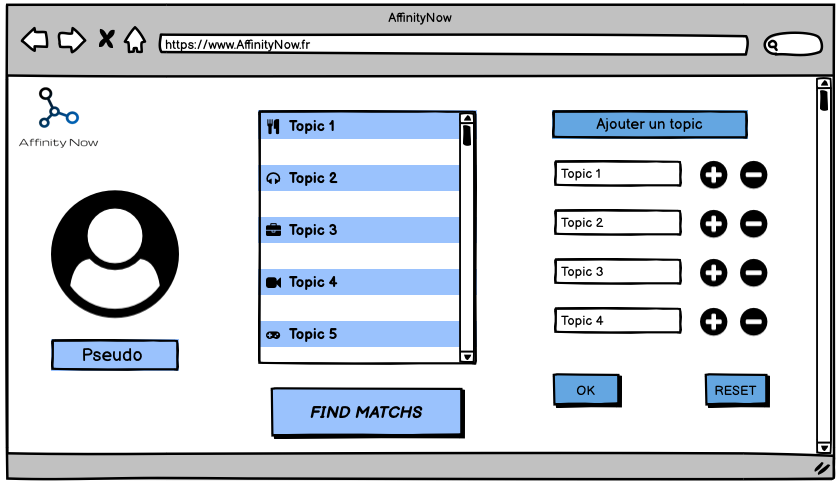 AffinityNow
https://www.AffinityNow.fr
Affinity Now
Pseudo
Topic 1
Topic 2
Topic 3
Topic 4
Topic 5
FIND MATCHS
Ajouter un topic
Topic 1
Topic 2
Topic 3
Topic 4
OK
RESET